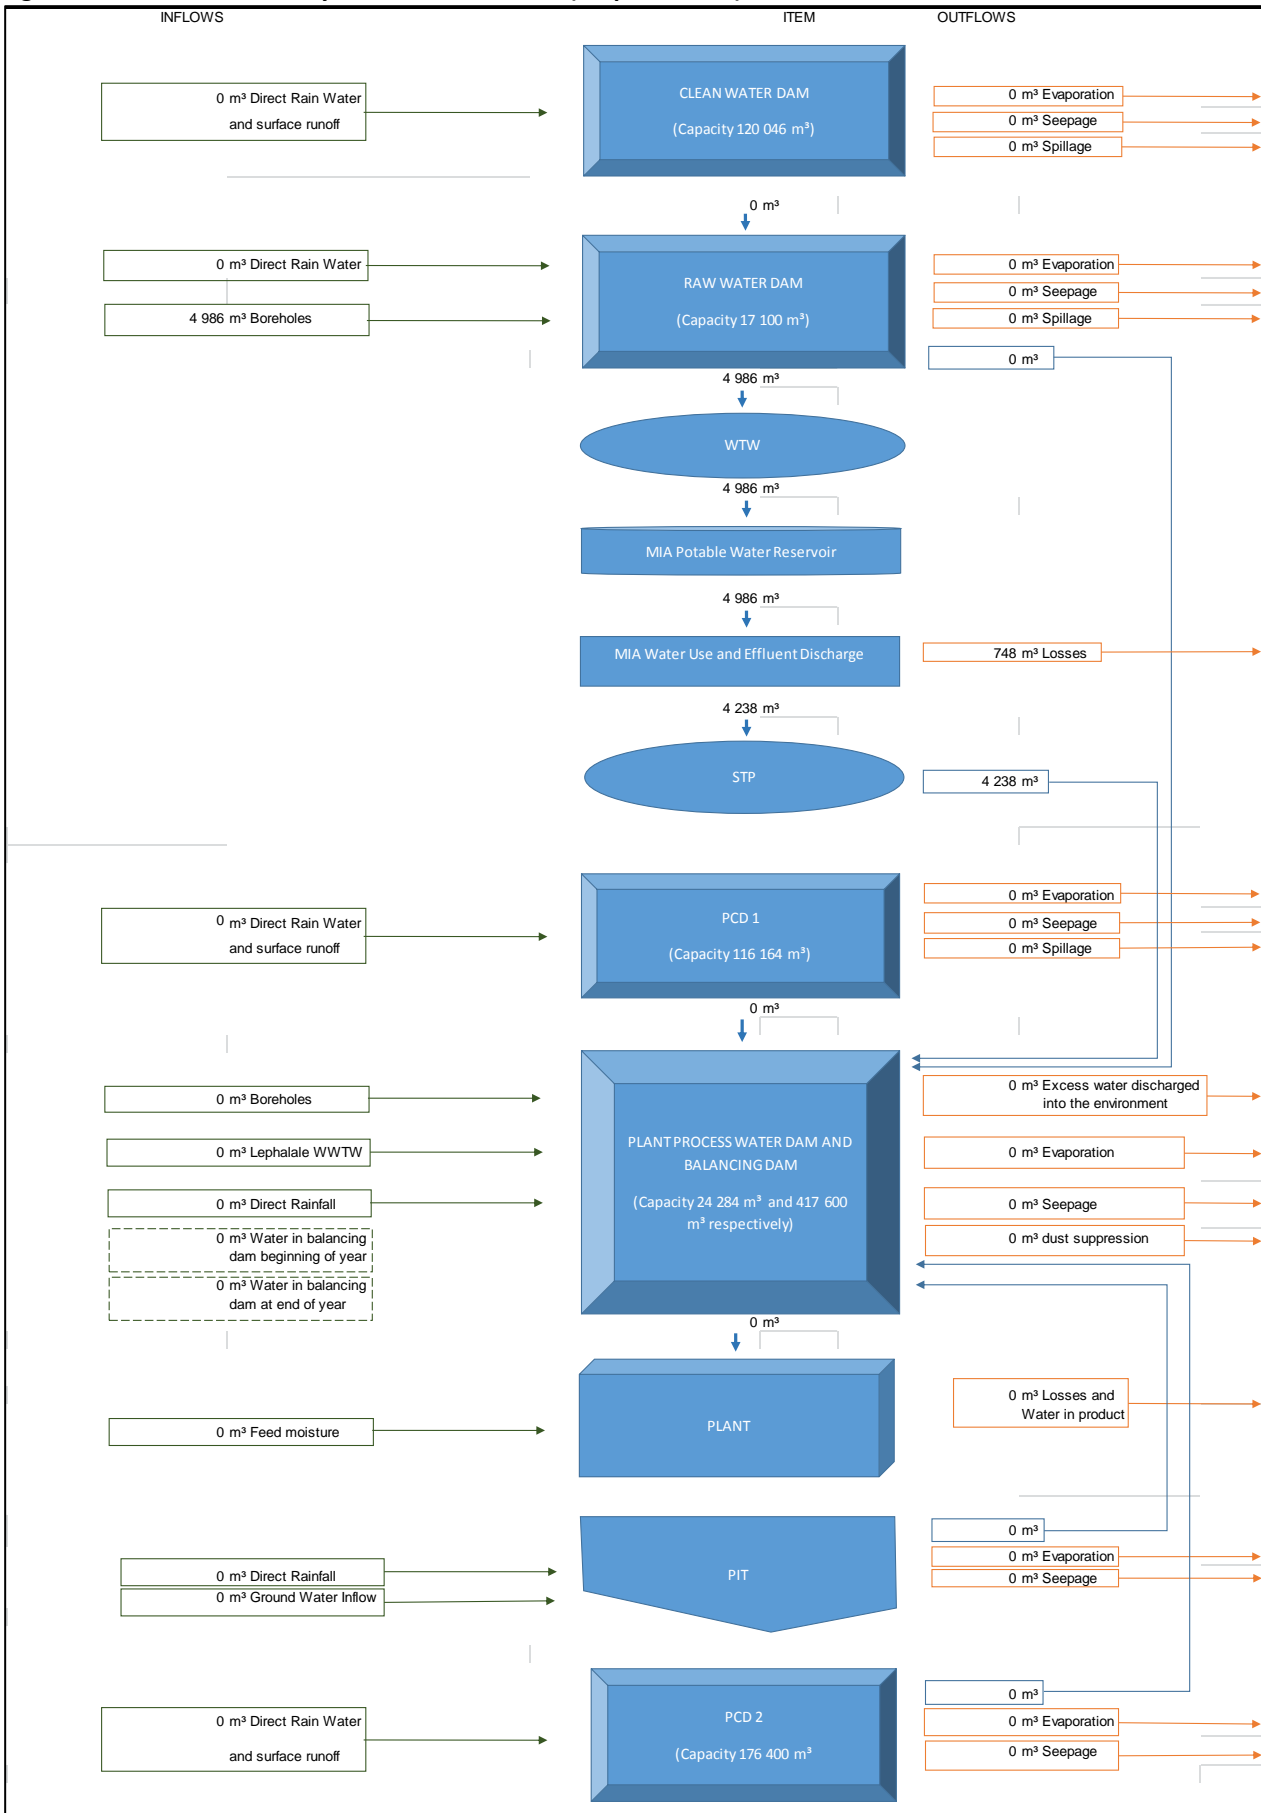 INFLOWS
ITEM
OUTFLOWS
0 m³ Direct Rain Water
and surface runoff
CLEAN WATER DAM
(Capacity 120 046 m³)
0 m³ Evaporation
0 m³ Seepage
0 m³ Spillage
0 m³
0 m³ Direct Rain Water
4 986 m³ Boreholes
RAW WATER DAM
(Capacity 17 100 m³)
0 m³ Evaporation
0 m³ Seepage
0 m³ Spillage
0 m³
4 986 m³
WTW
4 986 m³
MIA Potable Water Reservoir
4 986 m³
MIA Water Use and Effluent Discharge
748 m³ Losses
4 238 m³
STP
4 238 m³
0 m³ Direct Rain Water
and surface runoff
PCD 1
(Capacity 116 164 m³)
0 m³ Evaporation
0 m³ Seepage
0 m³ Spillage
0 m³
0 m³ Boreholes
0 m³ Lephalale WWTW
0 m³ Direct Rainfall
0 m³ Water in balancing
dam beginning of year
0 m³ Water in balancing
dam at end of year
PLANT PROCESS WATER DAM AND
BALANCING DAM
(Capacity 24 284 m³ and 417 600
m³ respectively)
0 m³ Excess water discharged
into the environment
0 m³ Evaporation
0 m³ Seepage
0 m³ dust suppression
0 m³
0 m³ Feed moisture
PLANT
0 m³ Losses and
Water in product
0 m³ Direct Rainfall
0 m³ Ground Water Inflow
PIT
0 m³
0 m³ Evaporation
0 m³ Seepage
0 m³ Direct Rain Water
and surface runoff
PCD 2
(Capacity 176 400 m³
0 m³
0 m³ Evaporation
0 m³ Seepage